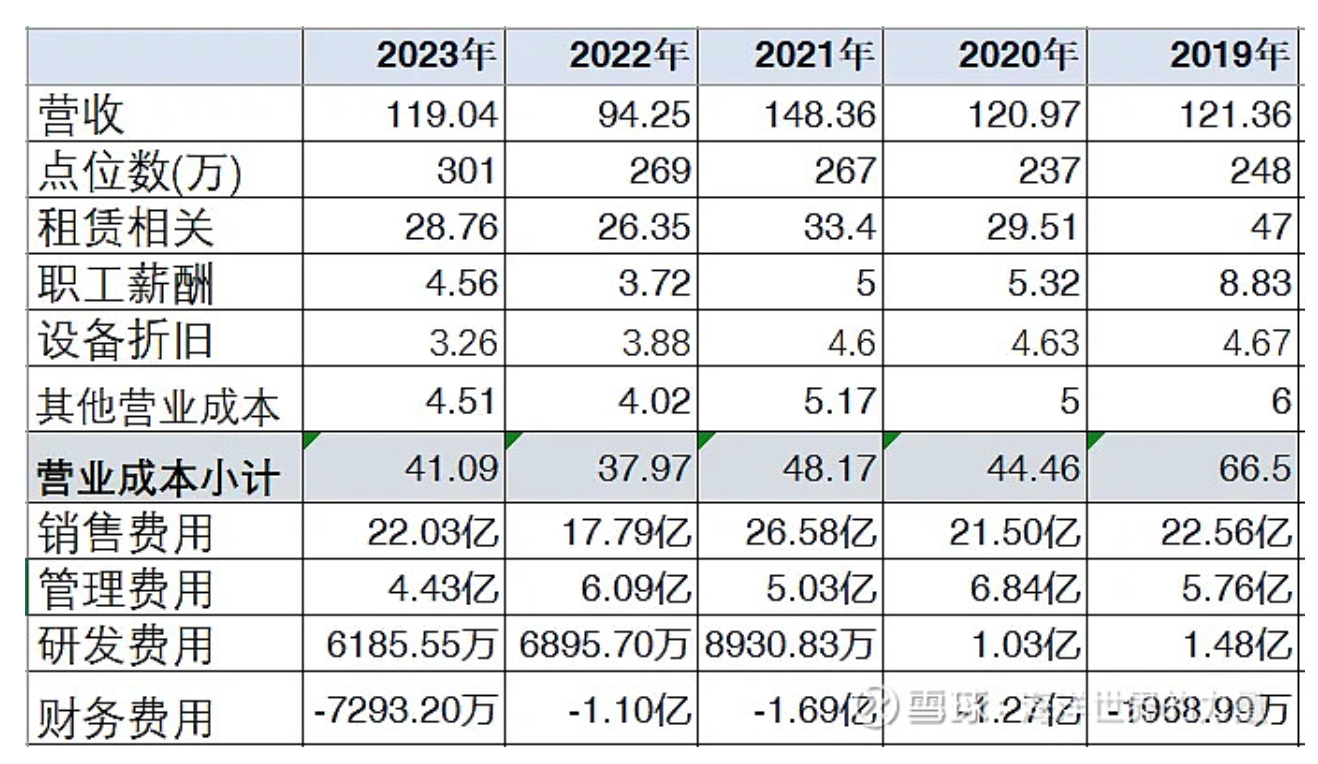 2023年 2022年 2021年 2020年 2019年
营收 119.04 94.25 148.36 120.97 121.36
点位数(万) 301 269 267 237 248
租赁相关 28.76 26.35 33.4 29.51 47
职工薪酬 4.56 3.72 5 5.32 8.83
设备折旧 3.26 3.88 4.6 4.63 4.67
其他营业成本 4.51 4.02 5.17 5 6
营业成本小计 41.09 37.97 48.17 44.46 66.5
销售费用 22.03亿 17.79亿 26.58亿 21.50亿 22.56亿
管理费用 4.43亿 6.09亿 5.03亿 6.84亿 5.76亿
研发费用 6185.55万 6895.70万 8930.83万 1.03亿 1.48亿
财务费用 -7293.20万 -1.10亿 -1.69亿 -1.27亿 -1968.99万
雪球